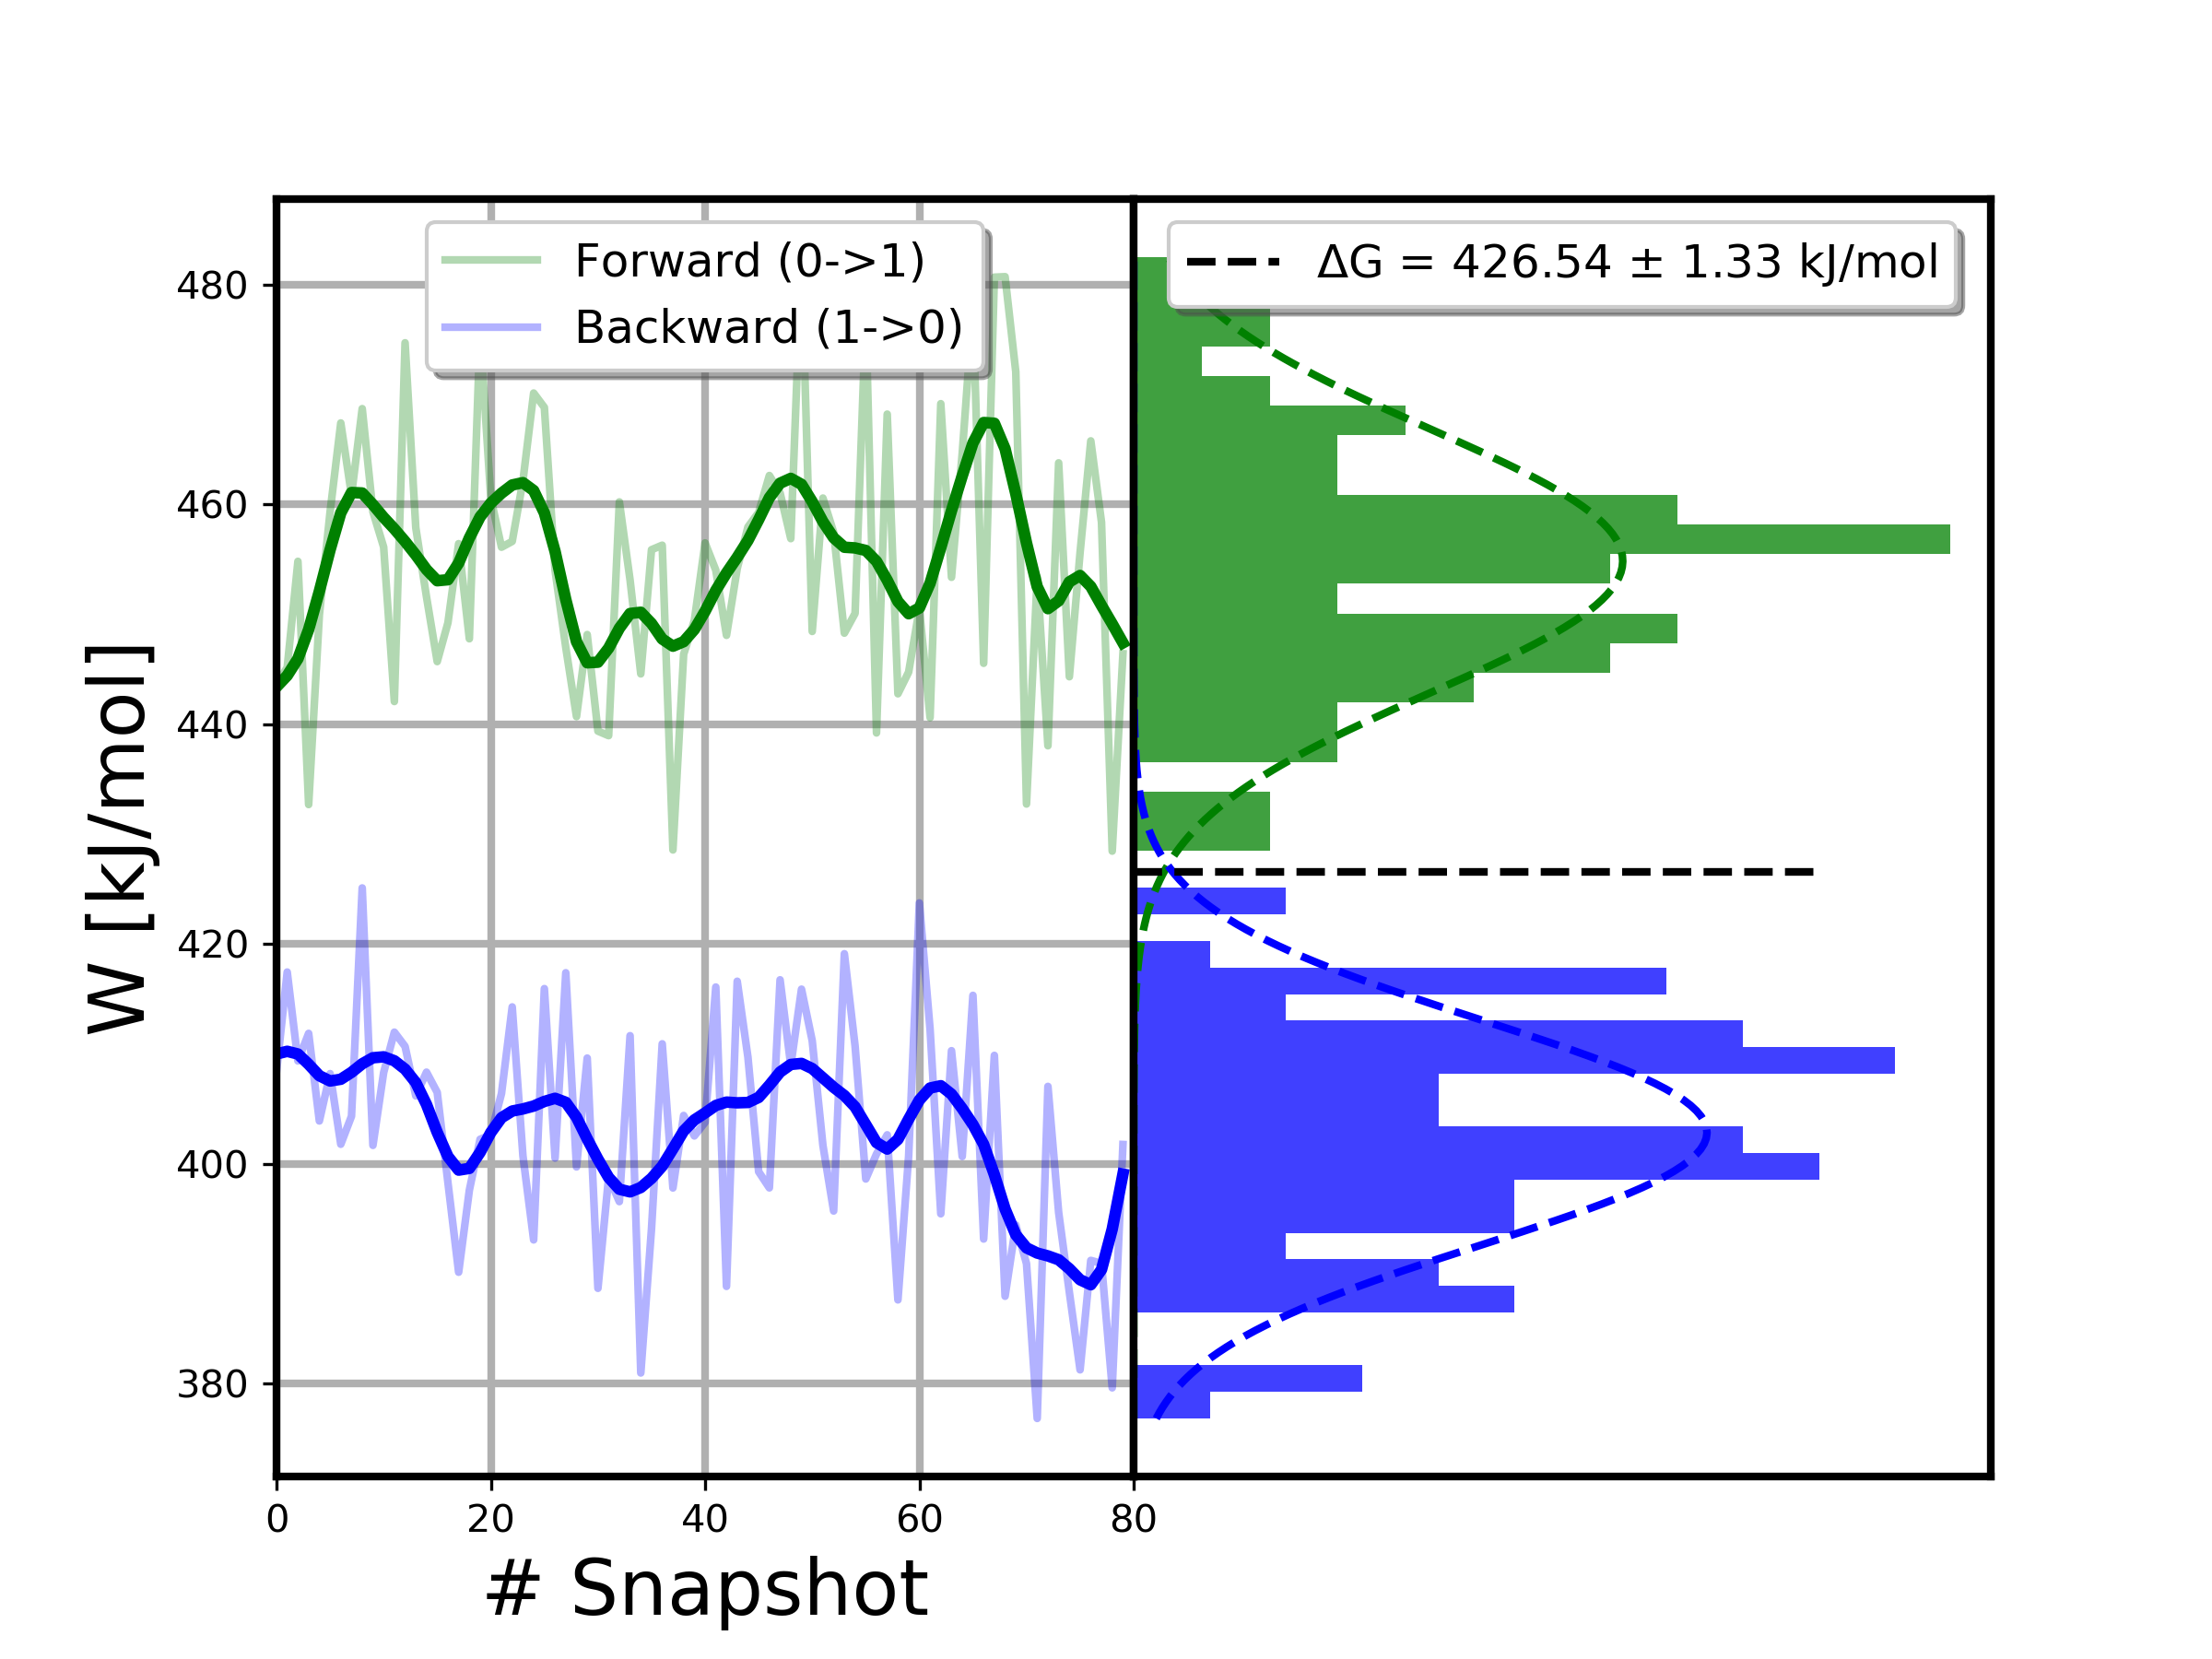 Forward (0->1)
Backward (1->0)
ΔG = 426.54 ± 1.33 kJ/mol
W [kJ/mol]
480
460
440
420
400
380
0 20 40 60 80
# Snapshot